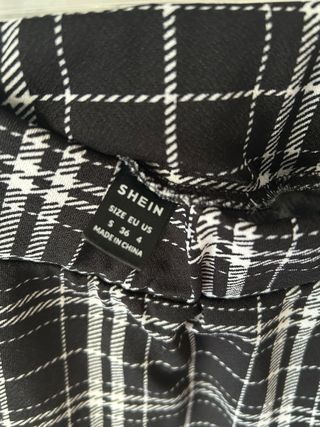 SHEIN
SIZE EU US
S 36 4
MADE IN CHINA